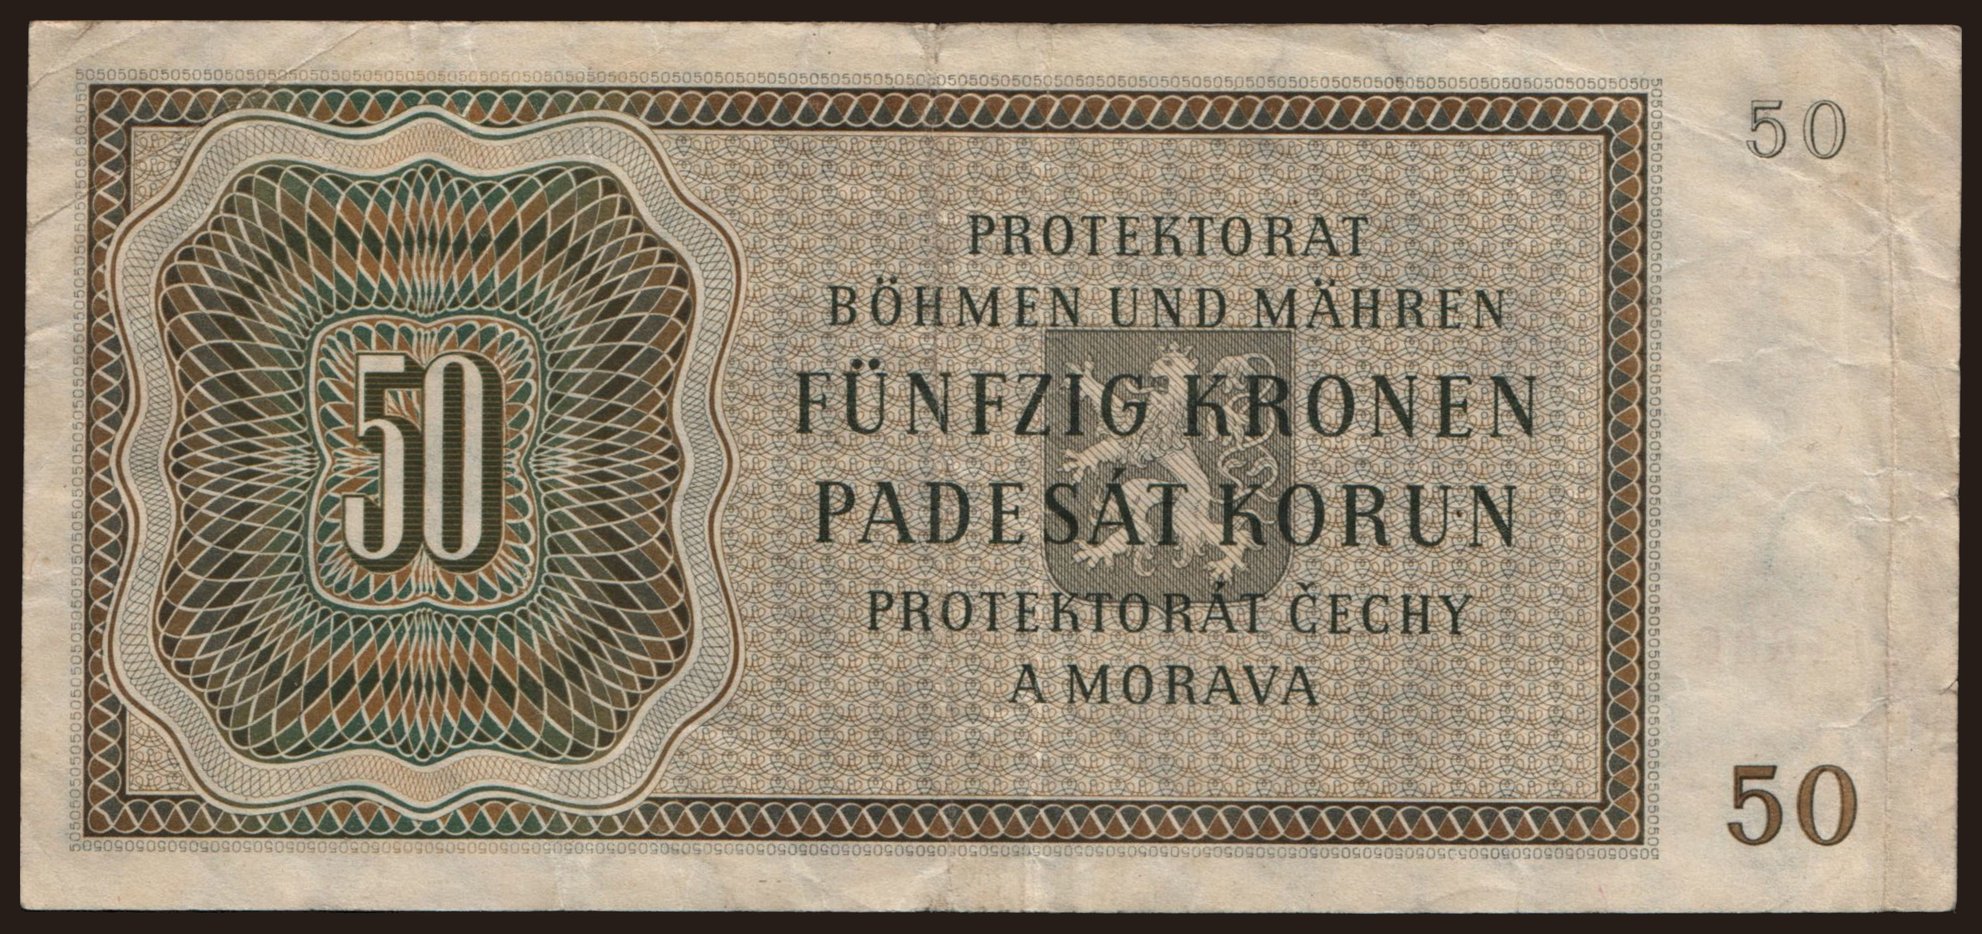 50
PROTEKTORAT
BÖHMEN UND MÄHREN
FÜNFZIG KRONEN
PADESÁT KORUN
PROTEKTORÁT ČECHY
A MORAVA
50
50